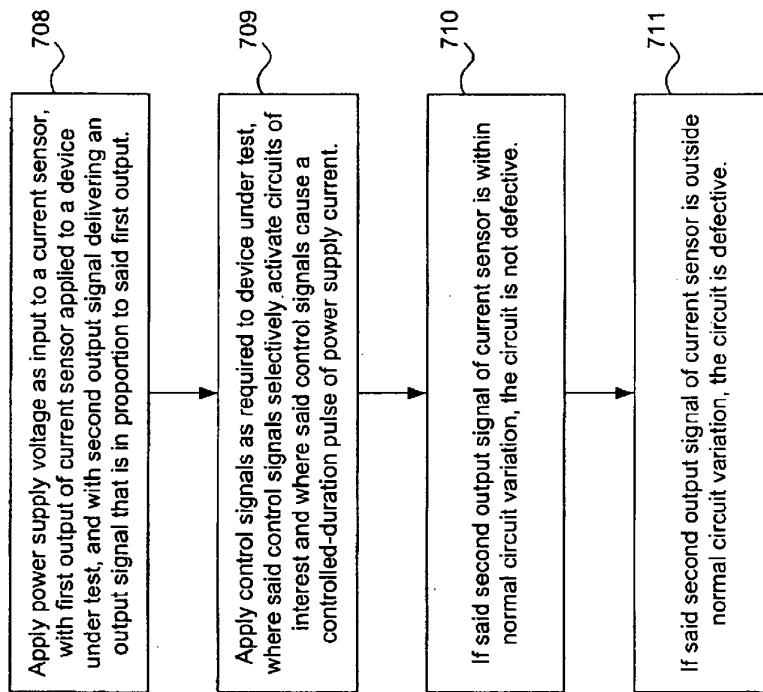 708
Apply power supply voltage as input to a current sensor,
with first output of current sensor applied to a device
under test, and with second output signal delivering an
output signal that is in proportion to said first output.
709
Apply control signals as required to device under test,
where said control signals selectively activate circuits of
interest and where said control signals cause a
controlled-duration pulse of power supply current.
710
If said second output signal of current sensor is within
normal circuit variation, the circuit is not defective.
711
If said second output signal of current sensor is outside
normal circuit variation, the circuit is defective.